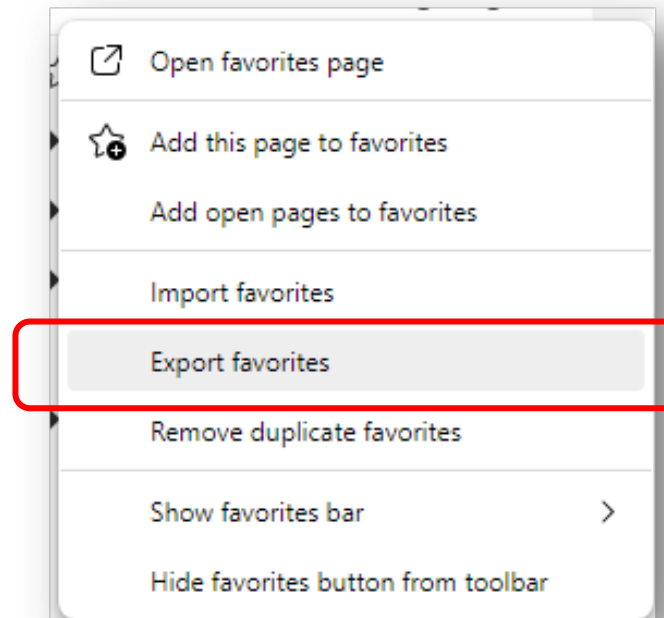 Open favorites page
Add this page to favorites
Add open pages to favorites
Import favorites
Export favorites
Remove duplicate favorites
Show favorites bar
Hide favorites button from toolbar